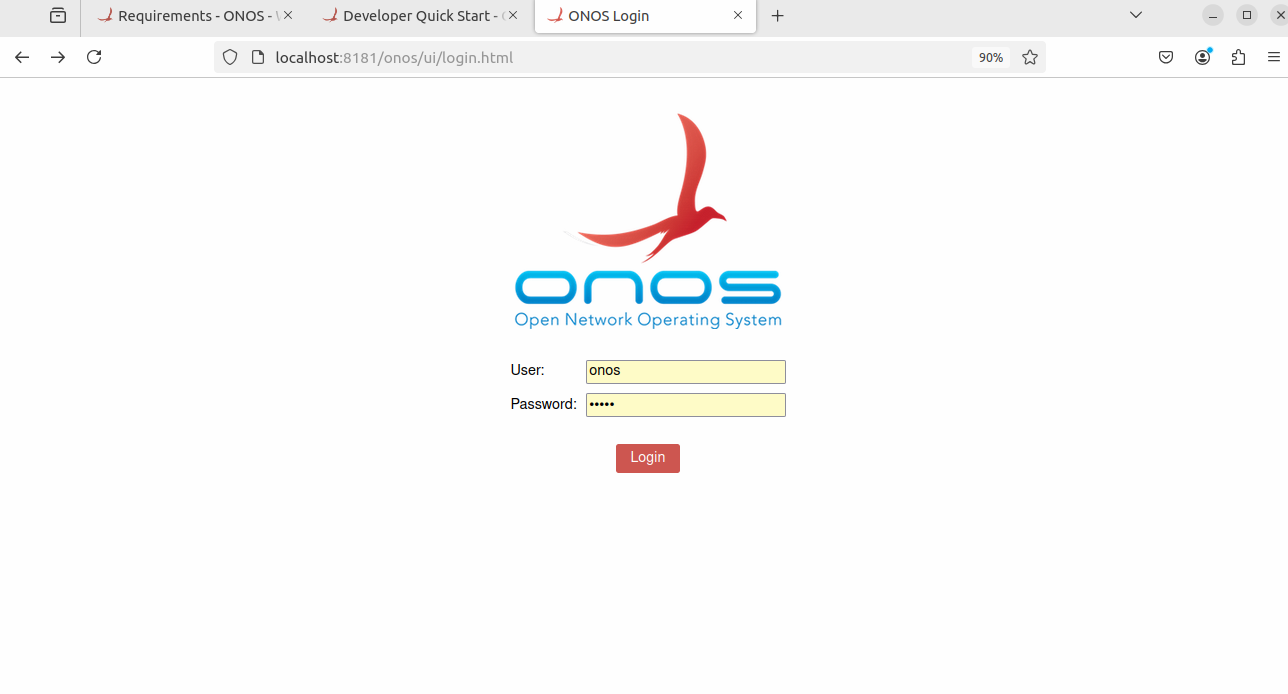 Requirements - ONOS -
Developer Quick Start -
ONOS Login
localhost:8181/onos/ui/login.html
90%
onos
Open Network Operating System
User:
onos
Password:
•••••
Login